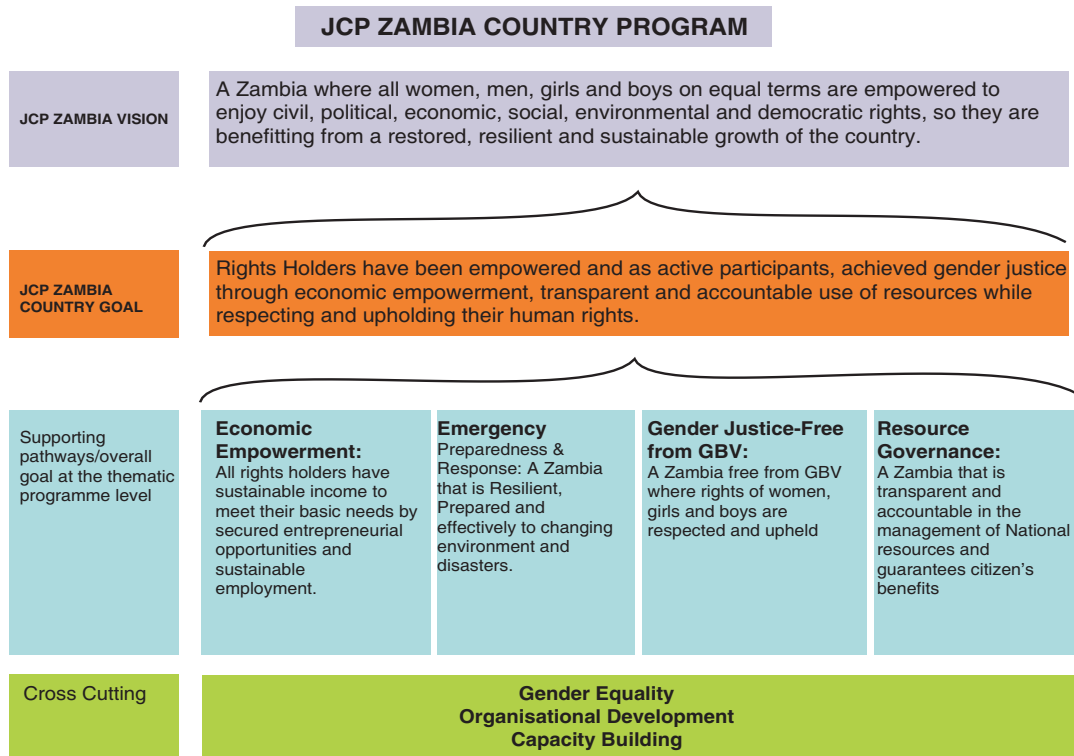 JCP ZAMBIA COUNTRY PROGRAM
JCP ZAMBIA VISION
A Zambia where all women, men, girls and boys on equal terms are empowered to
enjoy civil, political, economic, social, environmental and democratic rights, so they are
benefitting from a restored, resilient and sustainable growth of the country.
JCP ZAMBIA
COUNTRY GOAL
Rights Holders have been empowered and as active participants, achieved gender justice
through economic empowerment, transparent and accountable use of resources while
respecting and upholding their human rights.
Supporting
pathways/overall
goal at the thematic
programme level
Economic
Empowerment:
All rights holders have
sustainable income to
meet their basic needs by
secured entrepreneurial
opportunities and
sustainable
employment.
Emergency
Preparedness &
Response: A Zambia
that is Resilient,
Prepared and
effectively to changing
environment and
disasters.
Gender Justice-Free
from GBV:
A Zambia free from GBV
where rights of women,
girls and boys are
respected and upheld
Resource
Governance:
A Zambia that is
transparent and
accountable in the
management of National
resources and
guarantees citizen’s
benefits
Cross Cutting
Gender Equality
Organisational Development
Capacity Building